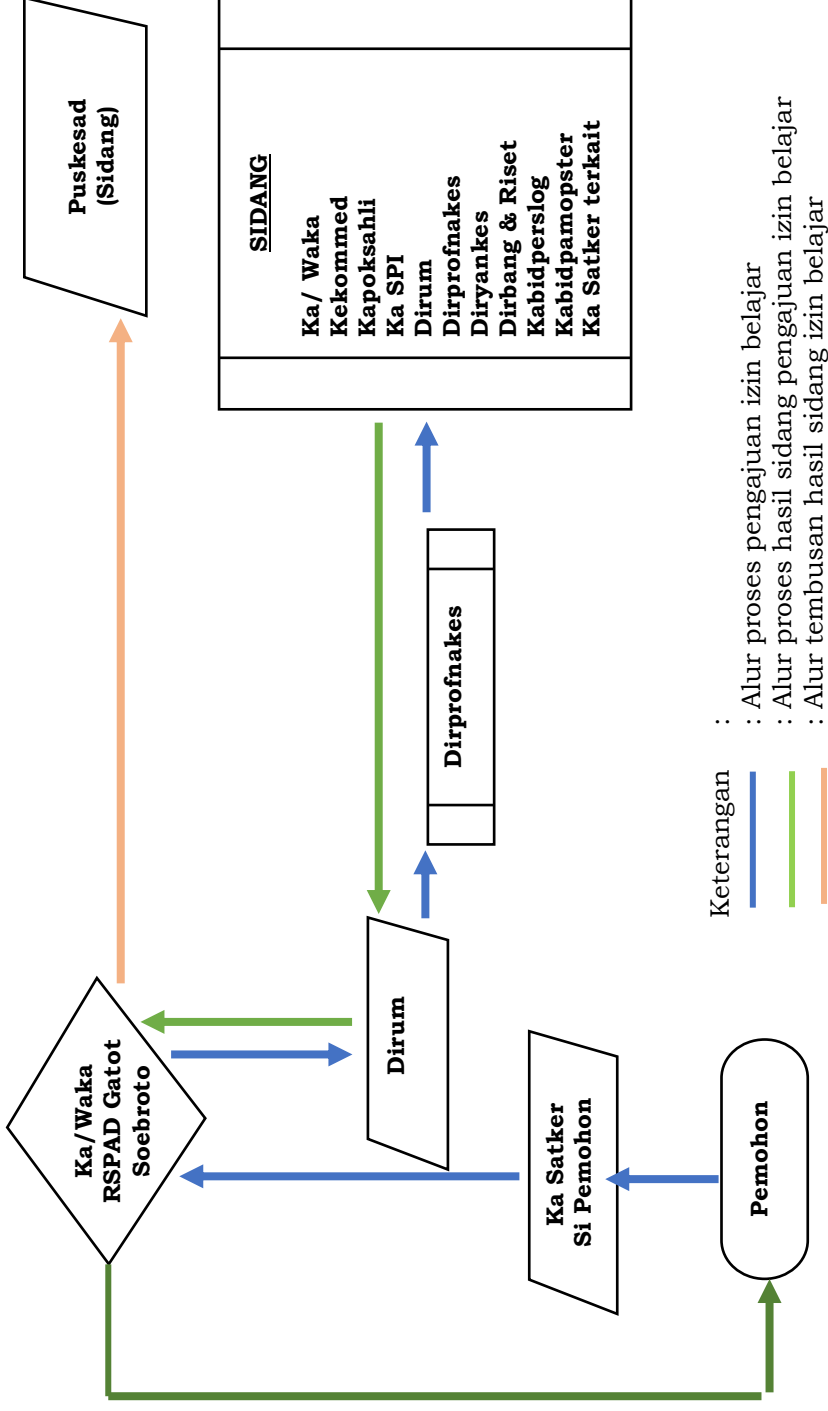 Ka/Waka
RSPAD Gatot
Soebroto
Puskesad
(Sidang)
Dirum
Dirprofnakes
SIDANG
Ka/ Waka
Kekommed
Kapoksahli
Ka SPI
Dirum
Dirprofnakes
Diryankes
Dirbang & Riset
Kabidperslog
Kabidpamopster
Ka Satker terkait
Ka Satker
Si Pemohon
Pemohon
Keterangan :
: Alur proses pengajuan izin belajar
: Alur proses hasil sidang pengajuan izin belajar
: Alur tembusan hasil sidang izin belajar